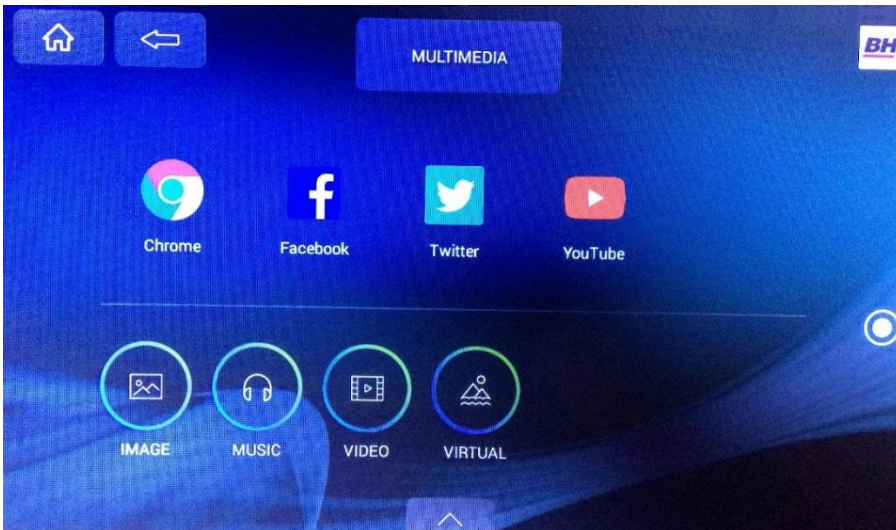 MULTIMEDIA
BH
Chrome
Facebook
Twitter
YouTube
IMAGE
MUSIC
VIDEO
VIRTUAL